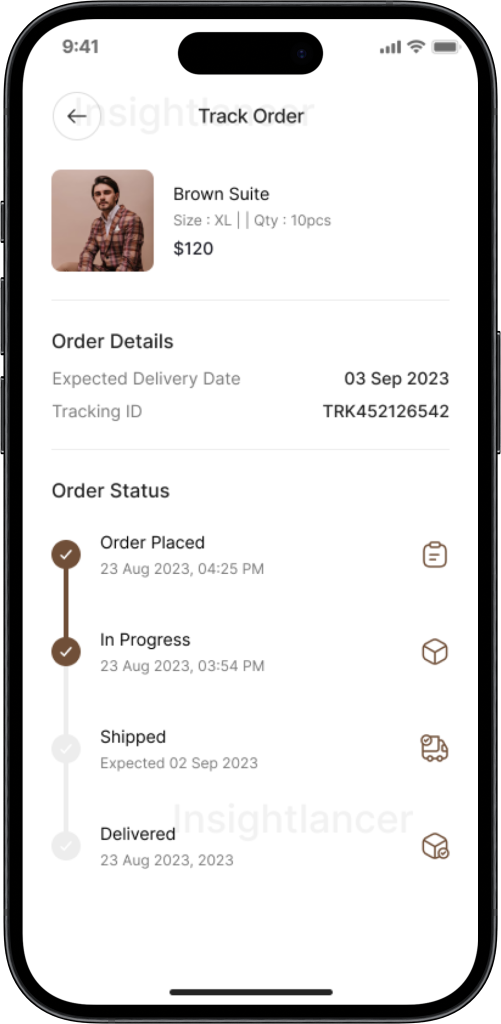 9:41
Insightlancer
Track Order
Brown Suite
Size : XL | | Qty : 10pcs
$120
Order Details
Expected Delivery Date 03 Sep 2023
Tracking ID TRK452126542
Order Status
Order Placed
23 Aug 2023, 04:25 PM
In Progress
23 Aug 2023, 03:54 PM
Shipped
Expected 02 Sep 2023
Insightlancer
Delivered
23 Aug 2023, 2023